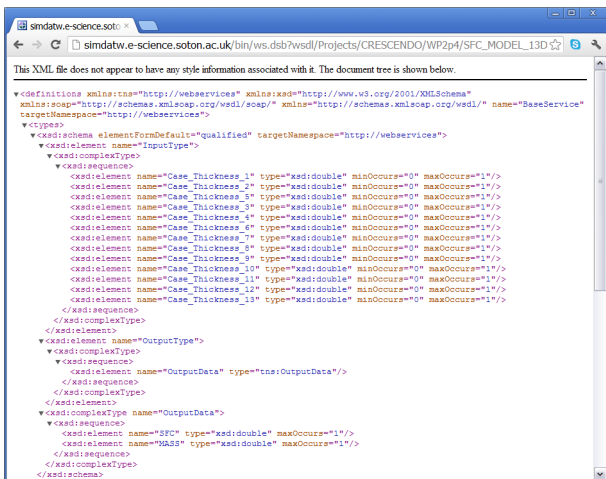 simdatw.e-science.soto
simdatw.e-science.soton.ac.uk/bin/ws.dsb?wsdl/Projects/CRESCENDO/WP2p4/SFC_MODEL_13D
This XML file does not appear to have any style information associated with it. The document tree is shown below.
<definitions xmlns:tns="http://webservices" xmlns:xsd="http://www.w3.org/2001/XMLSchema"
xmlns:soap="http://schemas.xmlsoap.org/wsdl/soap/" xmlns="http://schemas.xmlsoap.org/wsdl/" name="BaseService"
targetNamespace="http://webservices">
<types>
<xsd:schema elementFormDefault="qualified" targetNamespace="http://webservices">
<xsd:element name="InputType">
<xsd:complexType>
<xsd:sequence>
<xsd:element name="Case_Thickness_1" type="xsd:double" minOccurs="0" maxOccurs="1"/>
<xsd:element name="Case_Thickness_2" type="xsd:double" minOccurs="0" maxOccurs="1"/>
<xsd:element name="Case_Thickness_5" type="xsd:double" minOccurs="0" maxOccurs="1"/>
<xsd:element name="Case_Thickness_3" type="xsd:double" minOccurs="0" maxOccurs="1"/>
<xsd:element name="Case_Thickness_4" type="xsd:double" minOccurs="0" maxOccurs="1"/>
<xsd:element name="Case_Thickness_6" type="xsd:double" minOccurs="0" maxOccurs="1"/>
<xsd:element name="Case_Thickness_7" type="xsd:double" minOccurs="0" maxOccurs="1"/>
<xsd:element name="Case_Thickness_8" type="xsd:double" minOccurs="0" maxOccurs="1"/>
<xsd:element name="Case_Thickness_9" type="xsd:double" minOccurs="0" maxOccurs="1"/>
<xsd:element name="Case_Thickness_10" type="xsd:double" minOccurs="0" maxOccurs="1"/>
<xsd:element name="Case_Thickness_11" type="xsd:double" minOccurs="0" maxOccurs="1"/>
<xsd:element name="Case_Thickness_12" type="xsd:double" minOccurs="0" maxOccurs="1"/>
<xsd:element name="Case_Thickness_13" type="xsd:double" minOccurs="0" maxOccurs="1"/>
</xsd:sequence>
</xsd:complexType>
</xsd:element>
<xsd:element name="OutputType">
<xsd:complexType>
<xsd:sequence>
<xsd:element name="OutputData" type="tns:OutputData"/>
</xsd:sequence>
</xsd:complexType>
</xsd:element>
<xsd:complexType name="OutputData">
<xsd:sequence>
<xsd:element name="SFC" type="xsd:double" maxOccurs="1"/>
<xsd:element name="MASS" type="xsd:double" maxOccurs="1"/>
</xsd:sequence>
</xsd:complexType>
</xsd:schema>